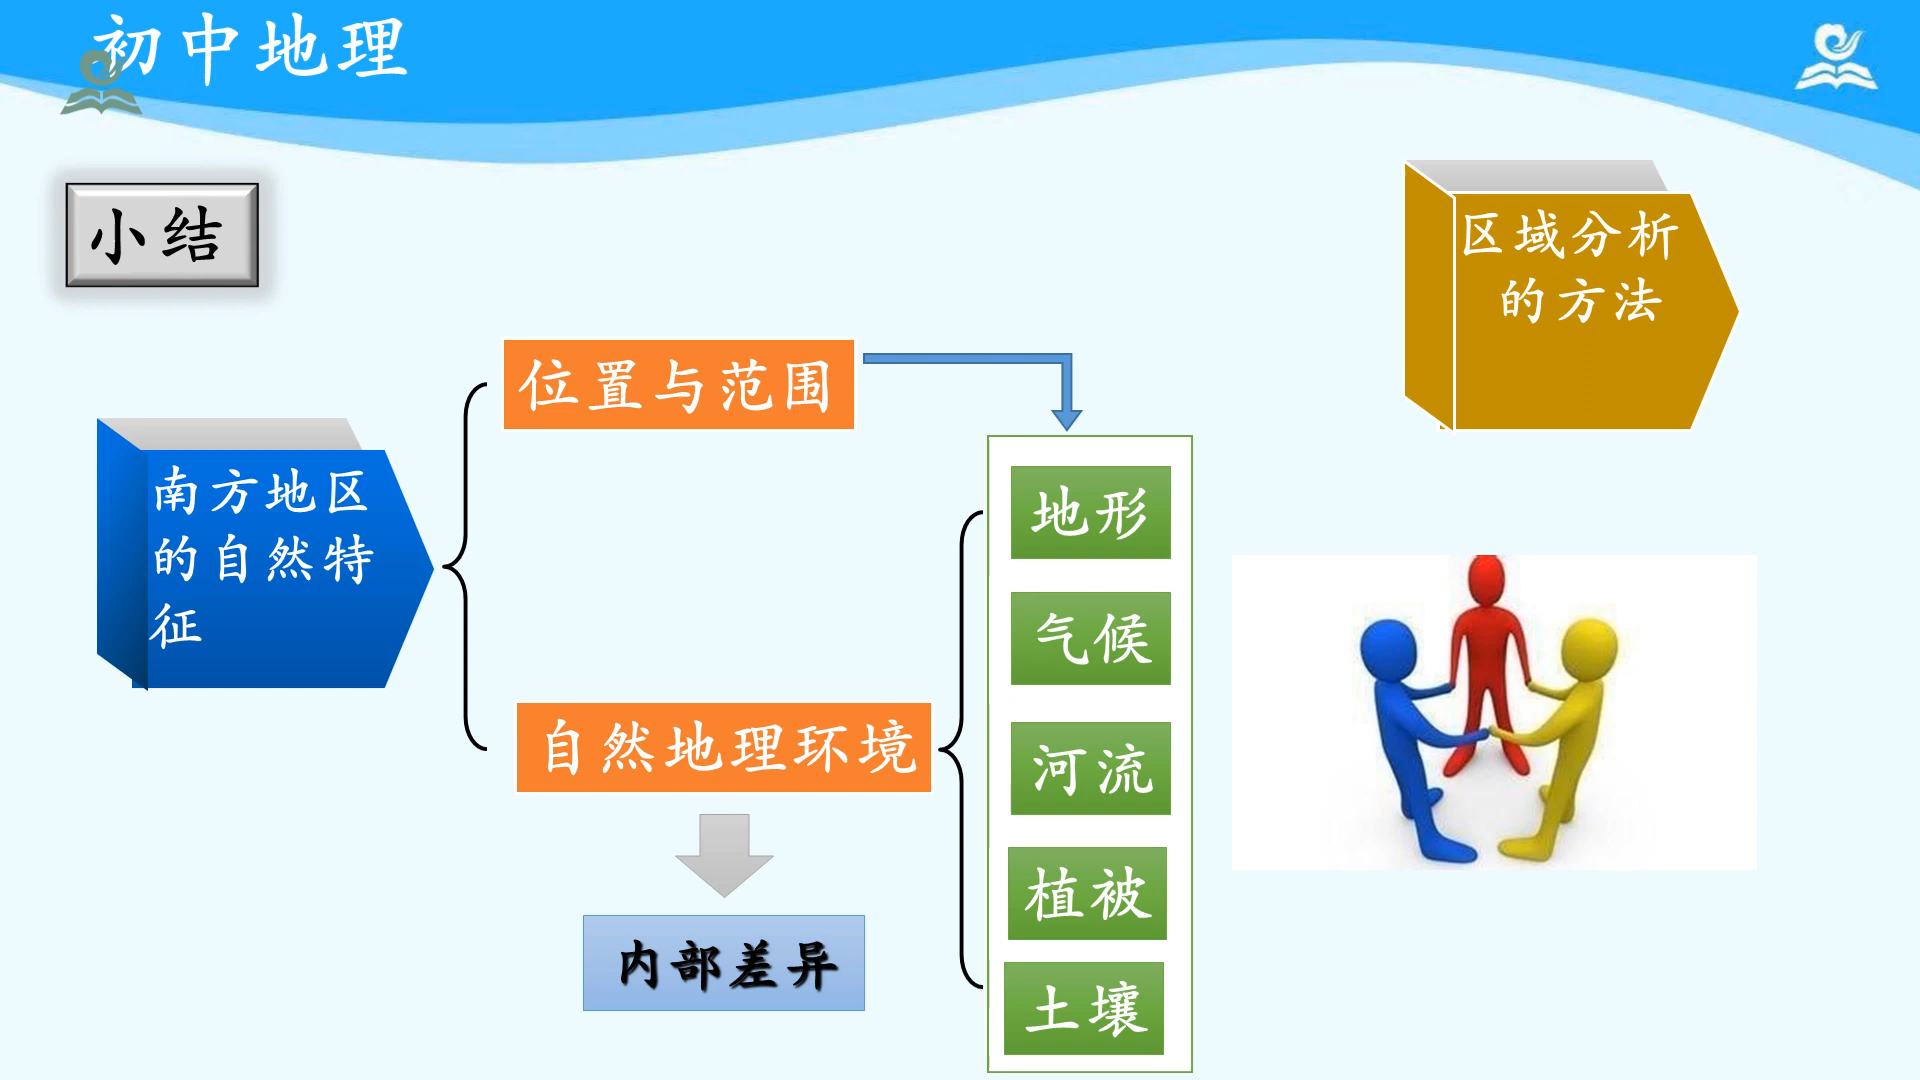 初中地理
小结
区域分析
的方法
位置与范围
南方地区
的自然特
征
自然地理环境
内部差异
地形
气候
河流
植被
土壤